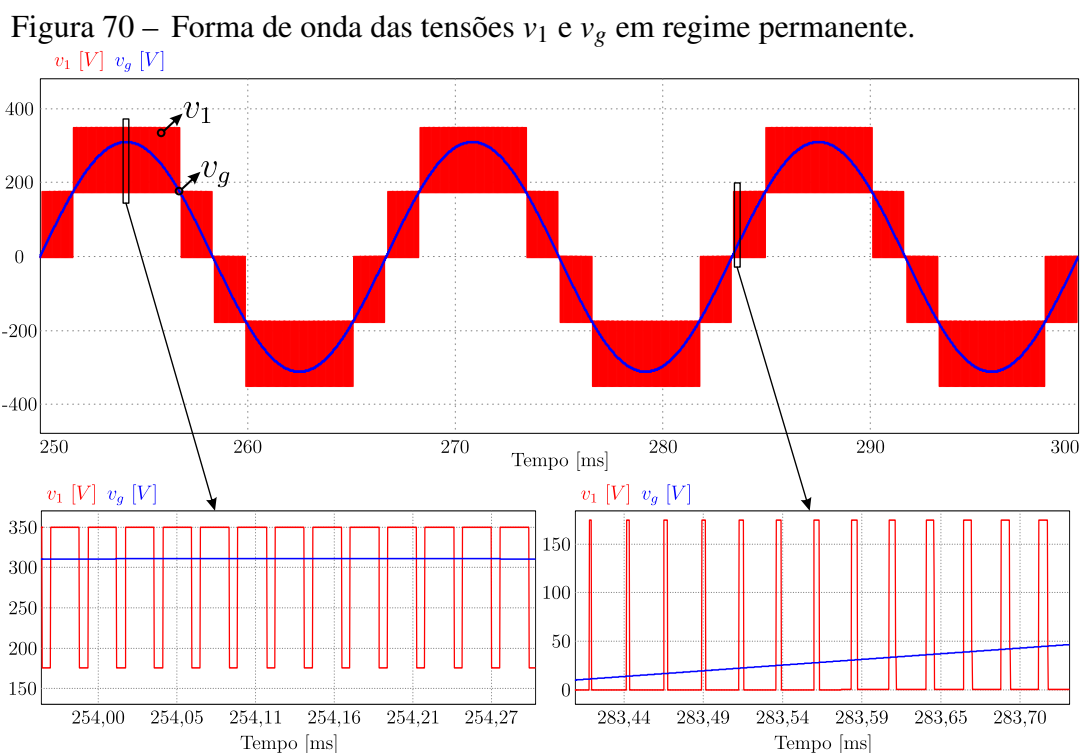 Figura 70 – Forma de onda das tensões v1 e vg em regime permanente.
v1 [V] vg [V]
400
200
0
-200
-400
v1
vg
250 260 270 280 290 300
Tempo [ms]
v1 [V] vg [V]
350
300
250
200
150
254,00 254,05 254,11 254,16 254,21 254,27
Tempo [ms]
v1 [V] vg [V]
150
100
50
0
283,44 283,49 283,54 283,59 283,65 283,70
Tempo [ms]